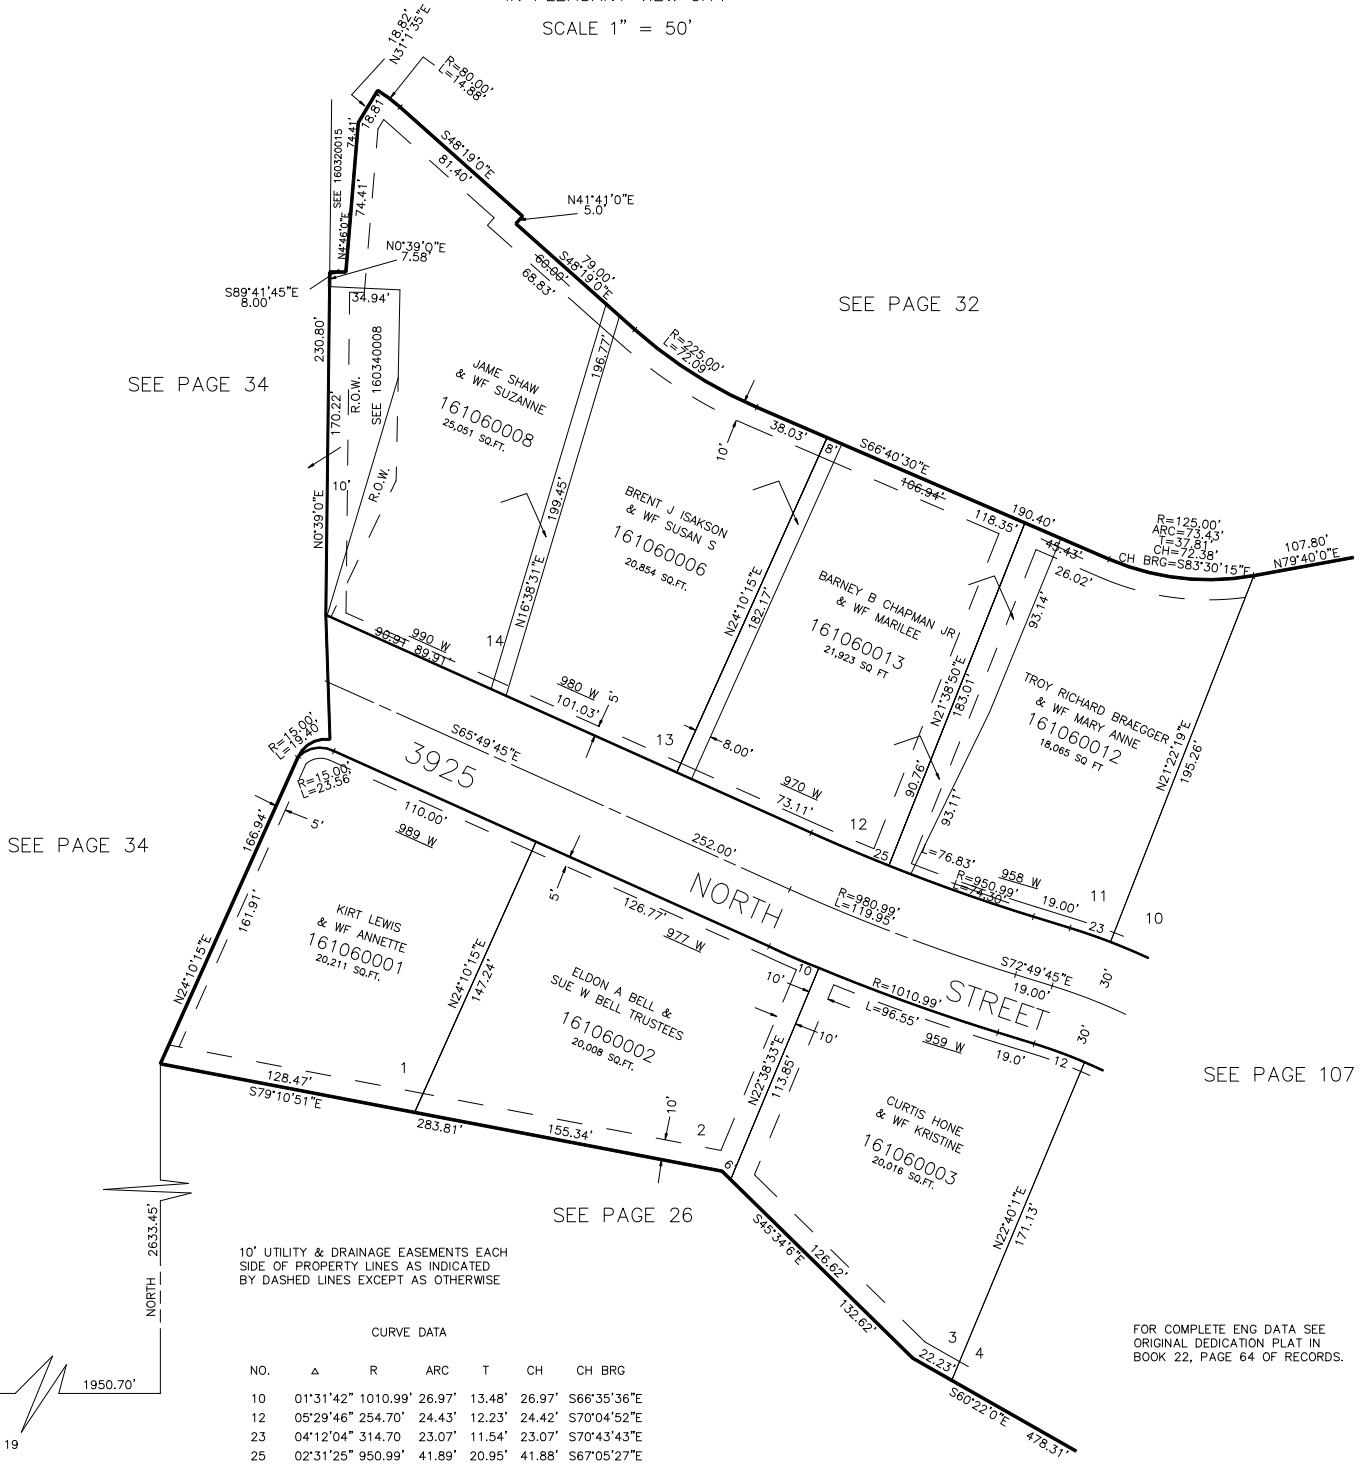 SCALE 1" = 50'
18.82'
N31°1'35"E
R=80.00'
L=14.88'
18.81'
74.41'
SEE 160320015
74.41'
N4°46'0"E
S48°19'0"E
81.40'
N41°41'0"E
5.0'
N0°39'0"E
7.58'
S89°41'45"E
8.00'
34.94'
79.00'
60.00'
S48°19'0"E
68.83'
SEE PAGE 32
R=225.00'
L=72.09'
230.80'
SEE PAGE 34
170.22'
R.O.W.
SEE 160340008
R.O.W.
10'
N0°39'0"E
JAME SHAW
& WF SUZANNE
161060008
25,051 SQ.FT.
196.77'
199.45'
N16°38'31"E
10'
38.03'
8'
S66°40'30"E
106.94'
118.35'
190.40'
45.43'
26.02'
R=125.00'
ARC=73.43'
T=37.81'
CH=72.38'
CH BRG=S83°30'15"E
107.80'
N79°40'0"E
BRENT J ISAKSON
& WF SUSAN S
161060006
20,854 SQ.FT.
N24°10'15"E
182.17'
BARNEY B CHAPMAN JR
& WF MARILEE
161060013
21,923 SQ FT
N21°38'50"E
183.01'
93.14'
TROY RICHARD BRAEGGER
& WF MARY ANNE
161060012
18,065 SQ FT
N21°22'19"E
195.26'
90.91
990 W
89.91'
14
980 W
101.03'
5'
13
8.00'
970 W
73.11'
12
90.76'
93.11'
25
L=76.83'
R=950.99'
L=74.30'
958 W
19.00'
11
23
10
R=15.00'
L=19.40'
S65°49'45"E
3925
NORTH
STREET
252.00'
R=980.99'
L=119.95'
S72°49'45"E
19.00'
30'
30'
R=15.00'
L=23.56'
110.00'
989 W
5'
166.94'
161.91'
N24°10'15"E
SEE PAGE 34
KIRT LEWIS
& WF ANNETTE
161060001
20,211 SQ.FT.
5'
126.77'
977 W
N24°10'15"E
147.24'
ELDON A BELL &
SUE W BELL TRUSTEES
161060002
20,008 SQ.FT.
10'
10
10'
N22°38'33"E
113.85'
R=1010.99'
L=96.55'
959 W
19.0'
12
SEE PAGE 107
CURTIS HONE
& WF KRISTINE
161060003
20,016 SQ.FT.
N22°40'1"E
171.13'
128.47'
S79°10'51"E
1
283.81'
155.34'
10'
2
6'
SEE PAGE 26
S45°34'6"E
126.62'
132.62'
3
4
22.23'
S60°22'0"E
478.31'
2633.45'
NORTH
1950.70'
19
10' UTILITY & DRAINAGE EASEMENTS EACH
SIDE OF PROPERTY LINES AS INDICATED
BY DASHED LINES EXCEPT AS OTHERWISE
FOR COMPLETE ENG DATA SEE
ORIGINAL DEDICATION PLAT IN
BOOK 22, PAGE 64 OF RECORDS.
CURVE DATA
NO. Δ R ARC T CH CH BRG
10 01°31'42" 1010.99' 26.97' 13.48' 26.97' S66°35'36"E
12 05°29'46" 254.70' 24.43' 12.23' 24.42' S70°04'52"E
23 04°12'04" 314.70 23.07' 11.54' 23.07' S70°43'43"E
25 02°31'25" 950.99' 41.89' 20.95' 41.88' S67°05'27"E